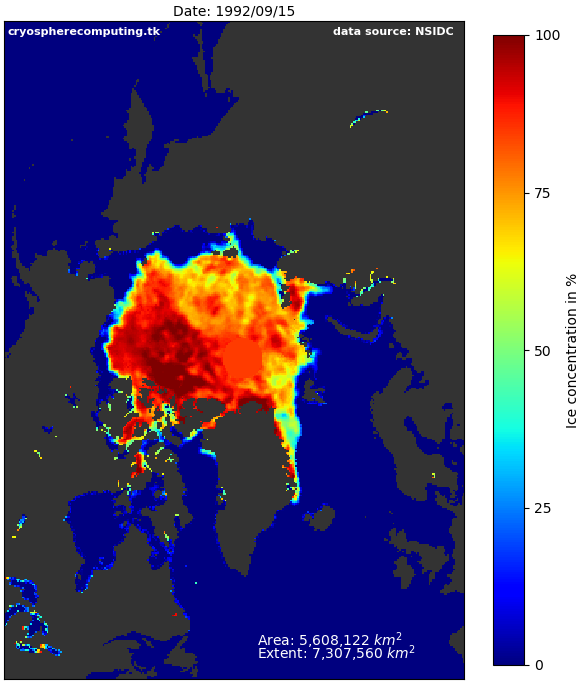 Date: 1992/09/15
cryospherecomputing.tk data source: NSIDC
100
75
50
25
0
Ice concentration in %
Area: 5,608,122 km²
Extent: 7,307,560 km²